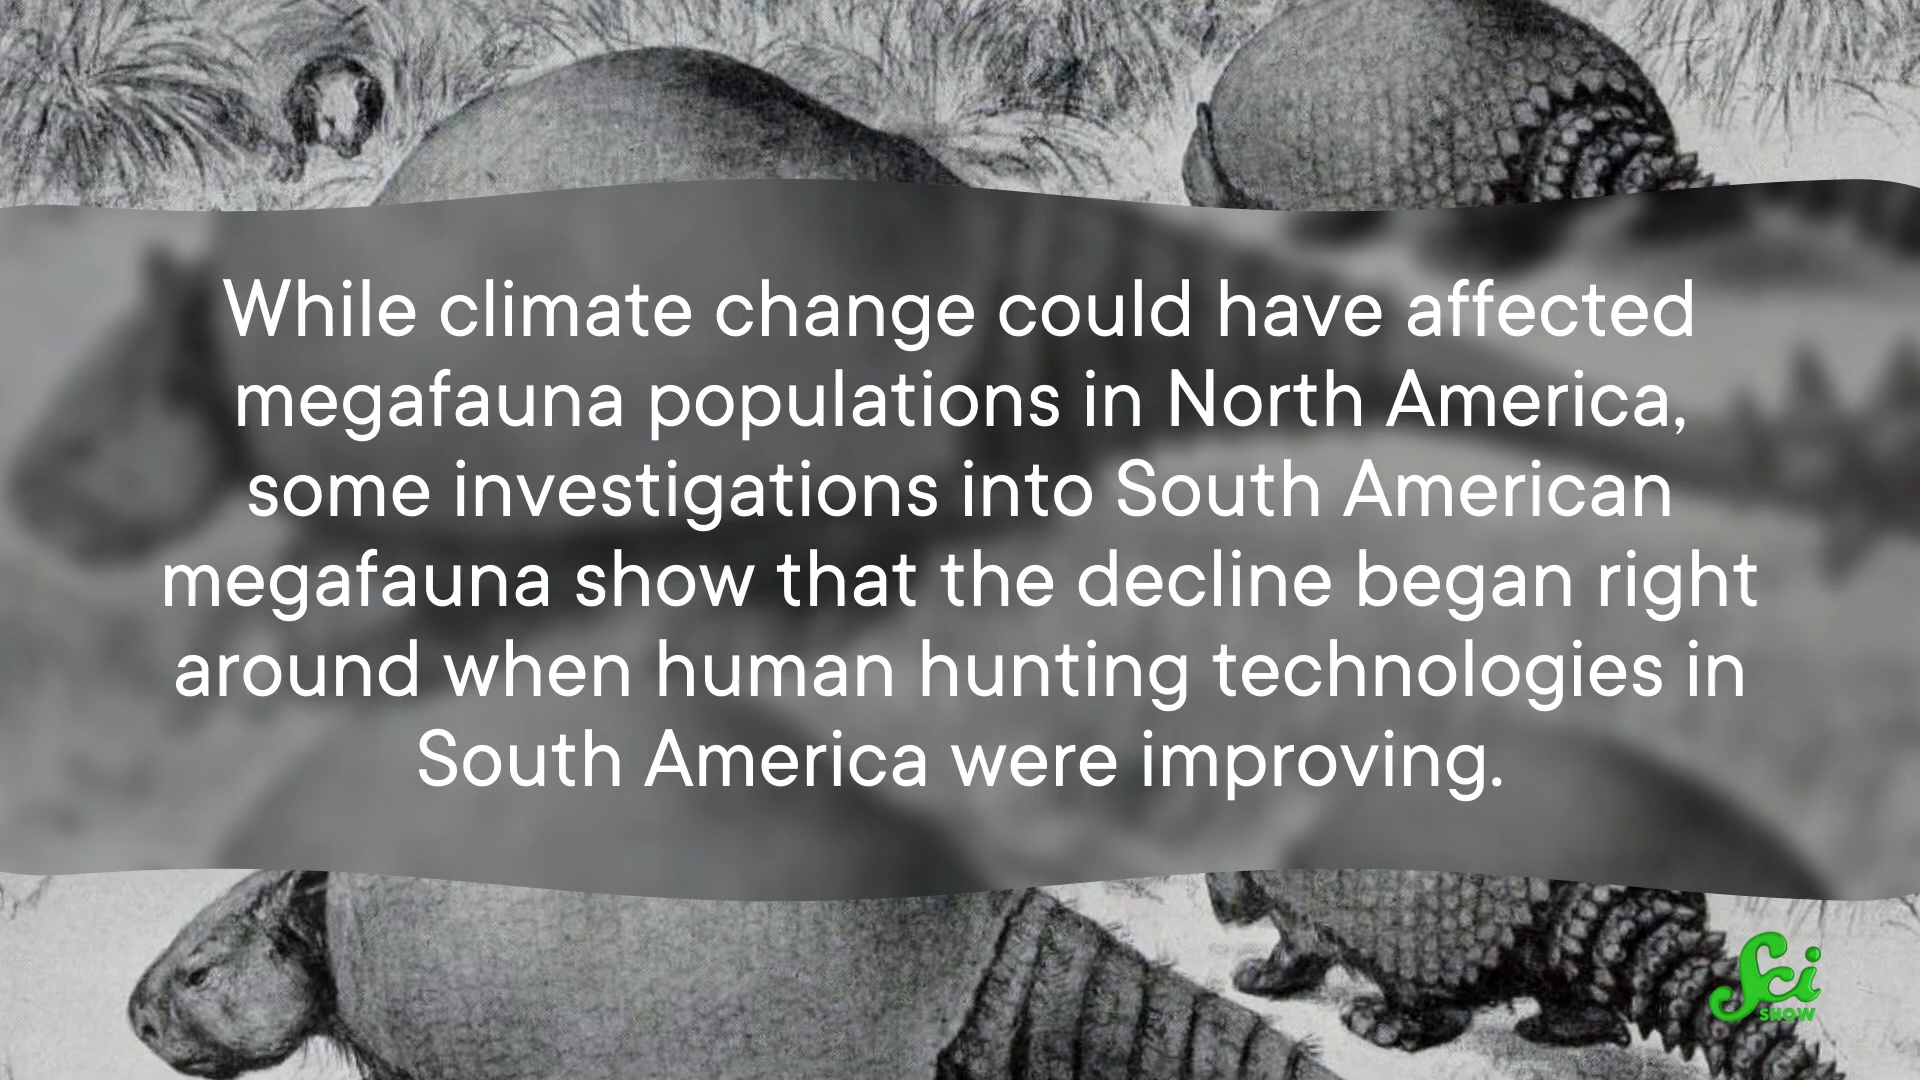 While climate change could have affected
megafauna populations in North America,
some investigations into South American
megafauna show that the decline began right
around when human hunting technologies in
South America were improving.
Sci
SHOW